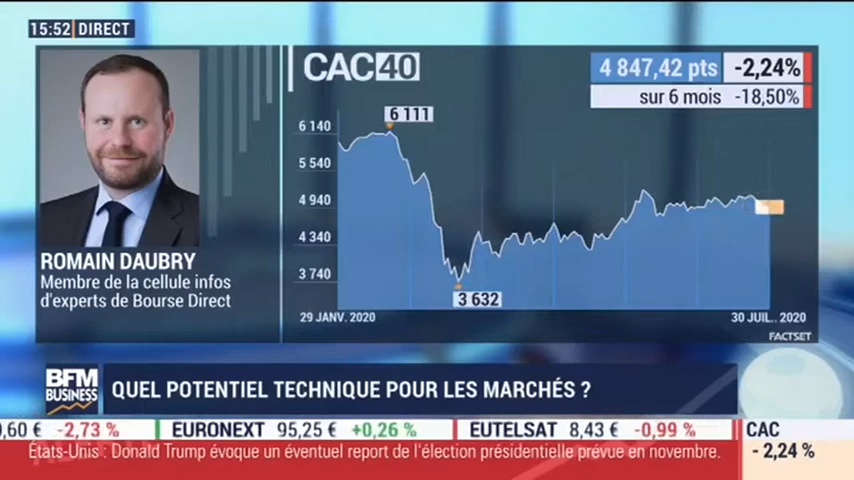 15:52 DIRECT
CAC40
4 847,42 pts -2,24%
sur 6 mois -18,50%
6 111
6 140
5 540
4 940
4 340
3 740
3 632
29 JANV. 2020
30 JUIL.. 2020
FACTSET
ROMAIN DAUBRY
Membre de la cellule infos
d'experts de Bourse Direct
BFM
BUSINESS
QUEL POTENTIEL TECHNIQUE POUR LES MARCHÉS ?
0,60 € -2,73 % EURONEXT 95,25 € +0,26 % EUTELSAT 8,43 € -0,99 %
CAC
- 2,24 %
États-Unis : Donald Trump évoque un éventuel report de l'élection présidentielle prévue en novembre.